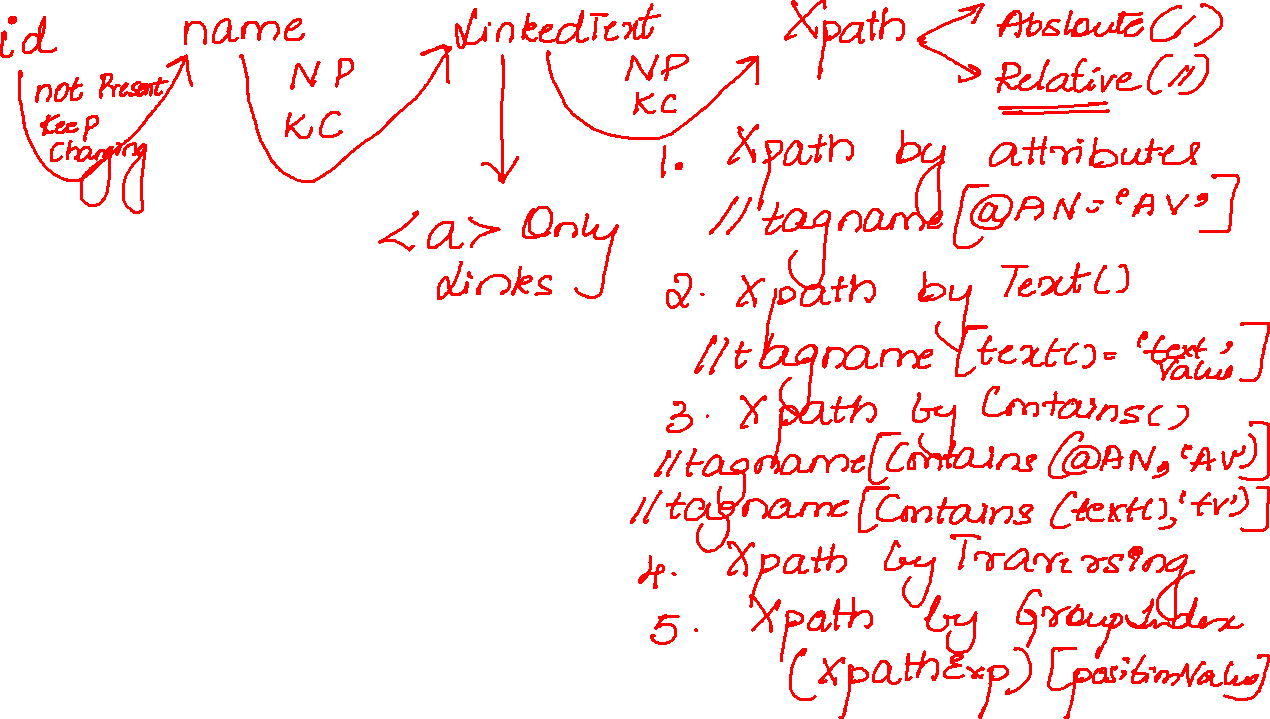 id
not Present
Keep
Changing
name
NP
KC
LinkedText
<a> Only
Links
NP
KC
Xpath
Absloute(/)
Relative(//)
1. Xpath by attributes
//tagname[@AN='AV']
2. Xpath by Text()
//tagname[text()='text value']
3. Xpath by Contains()
//tagname[Contains(@AN,'AV')]
//tagname[Contains(text(),'tv')]
4. Xpath by Traversing
5. Xpath by GroupIndex
(XpathExp)[positionValue]